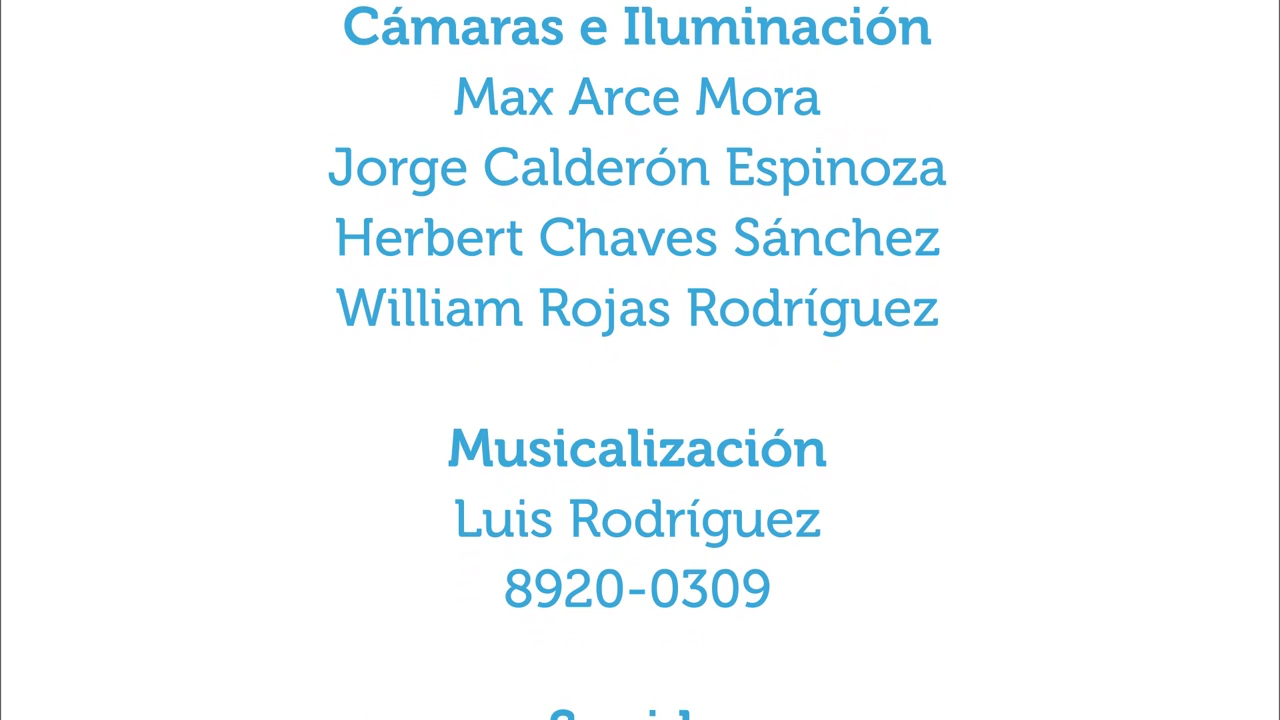 Cámaras e Iluminación
Max Arce Mora
Jorge Calderón Espinoza
Herbert Chaves Sánchez
William Rojas Rodríguez
Musicalización
Luis Rodríguez
8920-0309